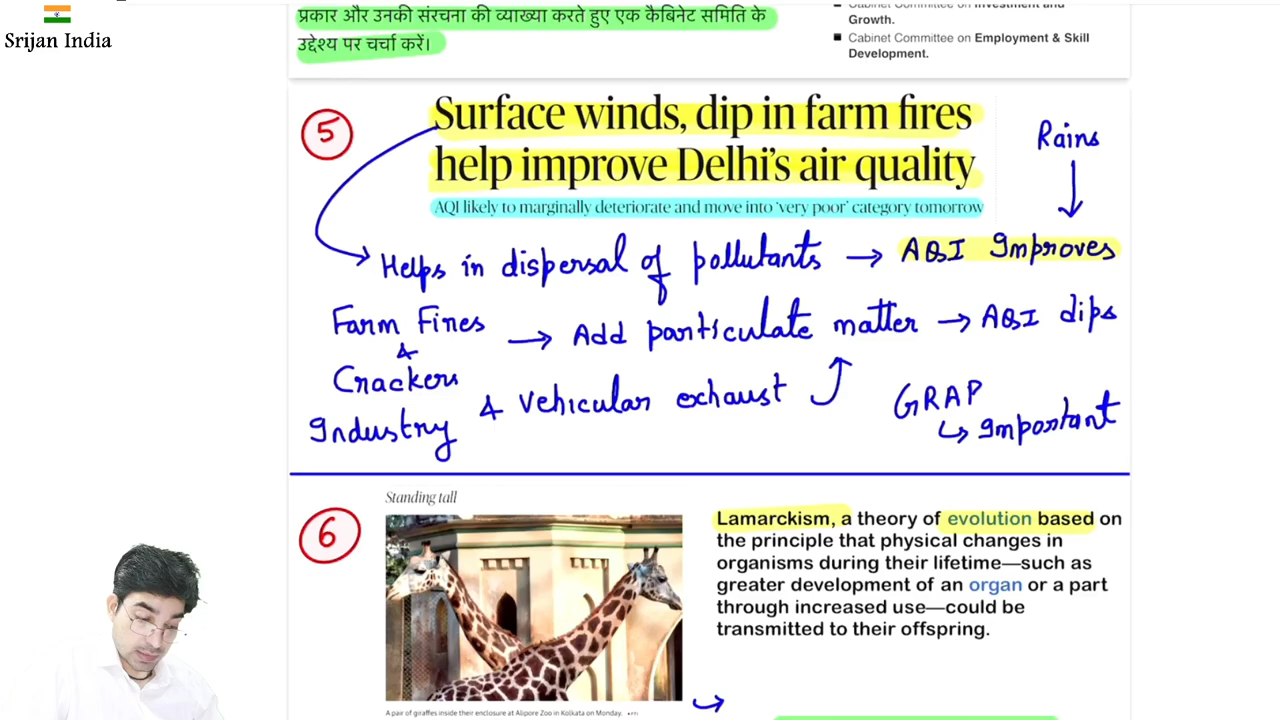 Srijan India
प्रकार और उनकी संरचना की व्याख्या करते हुए एक कैबिनेट समिति के
उद्देश्य पर चर्चा करें।
Cabinet Committee on Investment and
Growth.
Cabinet Committee on Employment & Skill
Development.
5
Surface winds, dip in farm fires
help improve Delhi's air quality
AQI likely to marginally deteriorate and move into 'very poor' category tomorrow
Rains
Helps in dispersal of pollutants → AQI Improves
Farm Fires → Add particulate matter → AQI dips
&
Crackers
Industry & vehicular exhaust
GRAP
Important
6
Standing tall
A pair of giraffes inside their enclosure at Alipore Zoo in Kolkata on Monday. • PTI
Lamarckism, a theory of evolution based on
the principle that physical changes in
organisms during their lifetime—such as
greater development of an organ or a part
through increased use—could be
transmitted to their offspring.